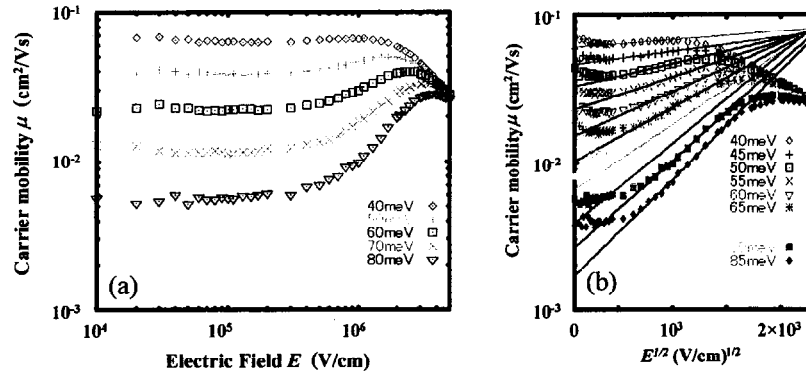 10⁻¹
10⁻²
10⁻³
Carrier mobility μ (cm²/Vs)
40meV
60meV
70meV
80meV
(a)
10⁴
10⁵
10⁶
Electric Field E (V/cm)
10⁻¹
10⁻²
10⁻³
Carrier mobility μ (cm²/Vs)
40meV
45meV
50meV
55meV
60meV
65meV
85meV
(b)
0
10³
2×10³
E^1/2 (V/cm)^1/2